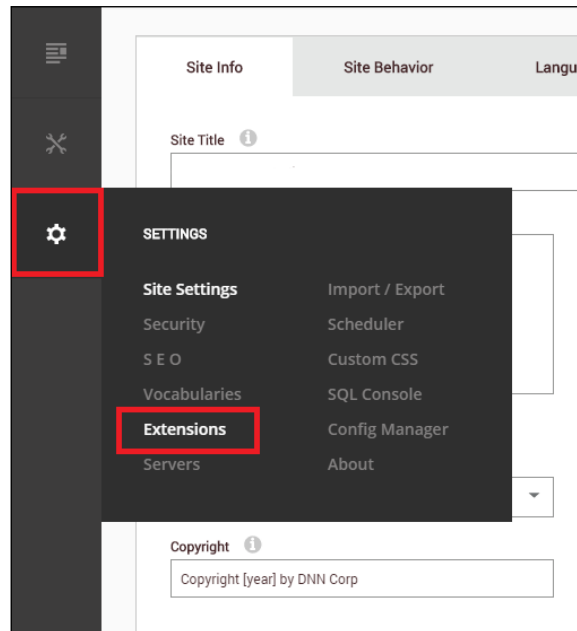 Site Info Site Behavior Langu
Site Title
SETTINGS
Site Settings Import / Export
Security Scheduler
S E O Custom CSS
Vocabularies SQL Console
Extensions Config Manager
Servers About
Copyright
Copyright [year] by DNN Corp